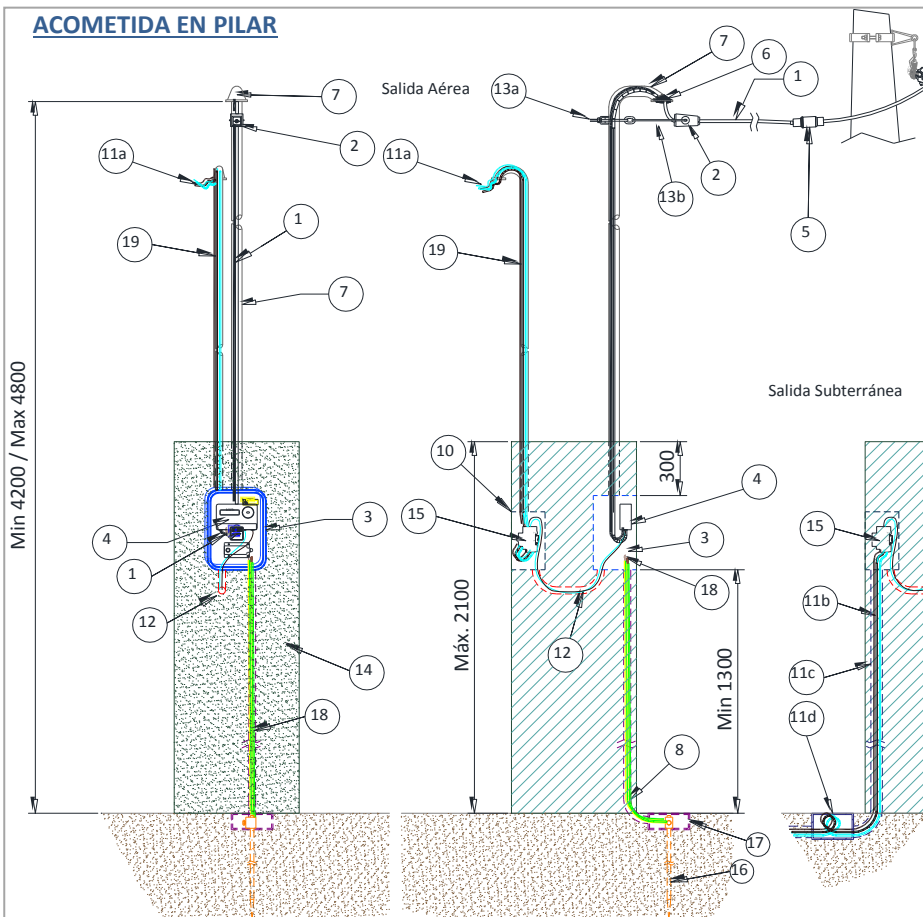 ACOMETIDA EN PILAR
7
6
1
7
Salida Aérea
13a
2
11a
11a
2
13b
5
1
19
19
7
Min 4200 / Max 4800
Salida Subterránea
10
300
4
15
15
4
3
3
1
18
12
12
11b
Máx. 2100
14
11c
Min 1300
18
11d
8
17
16